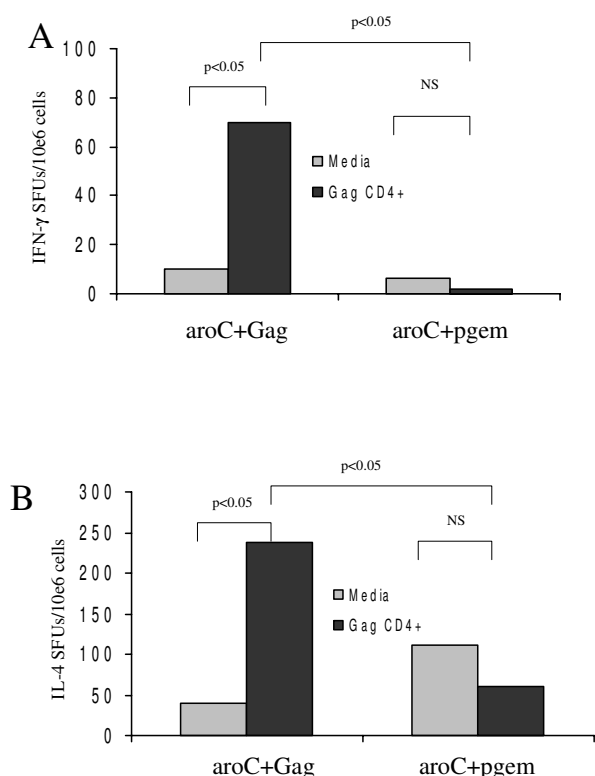 A
p<0.05
p<0.05
NS
IFN-γ SFUs/10e6 cells
100
80
60
40
20
0
Media
Gag CD4+
aroC+Gag
aroC+pgem
B
p<0.05
p<0.05
NS
IL-4 SFUs/10e6 cells
300
250
200
150
100
50
0
Media
Gag CD4+
aroC+Gag
aroC+pgem